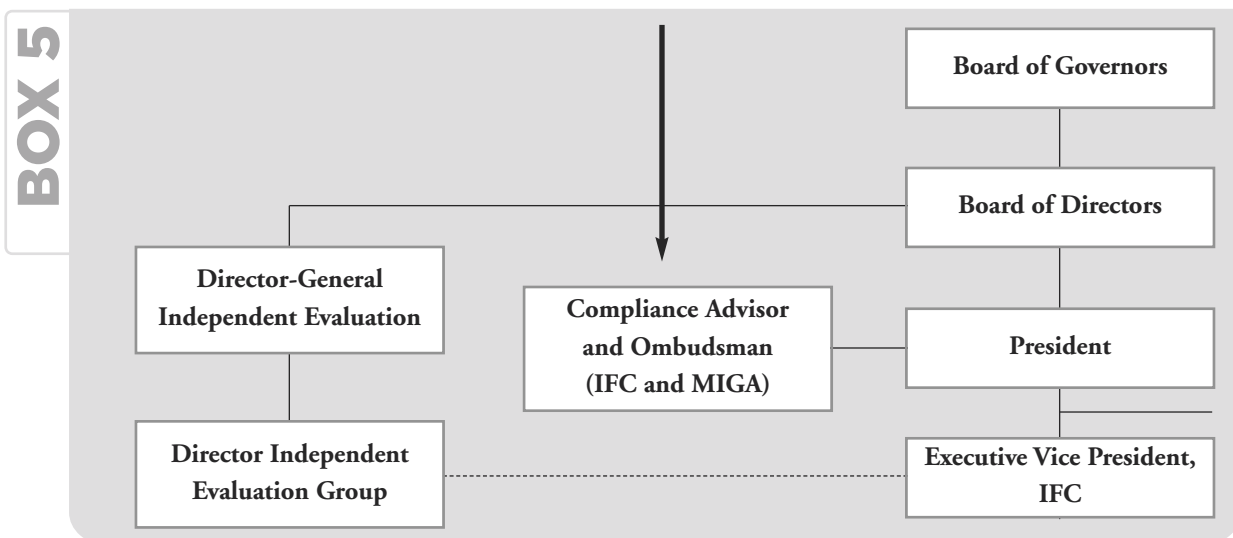 BOX 5
Board of Governors
Board of Directors
Director-General
Independent Evaluation
Compliance Advisor
and Ombudsman
(IFC and MIGA)
President
Director Independent
Evaluation Group
Executive Vice President,
IFC